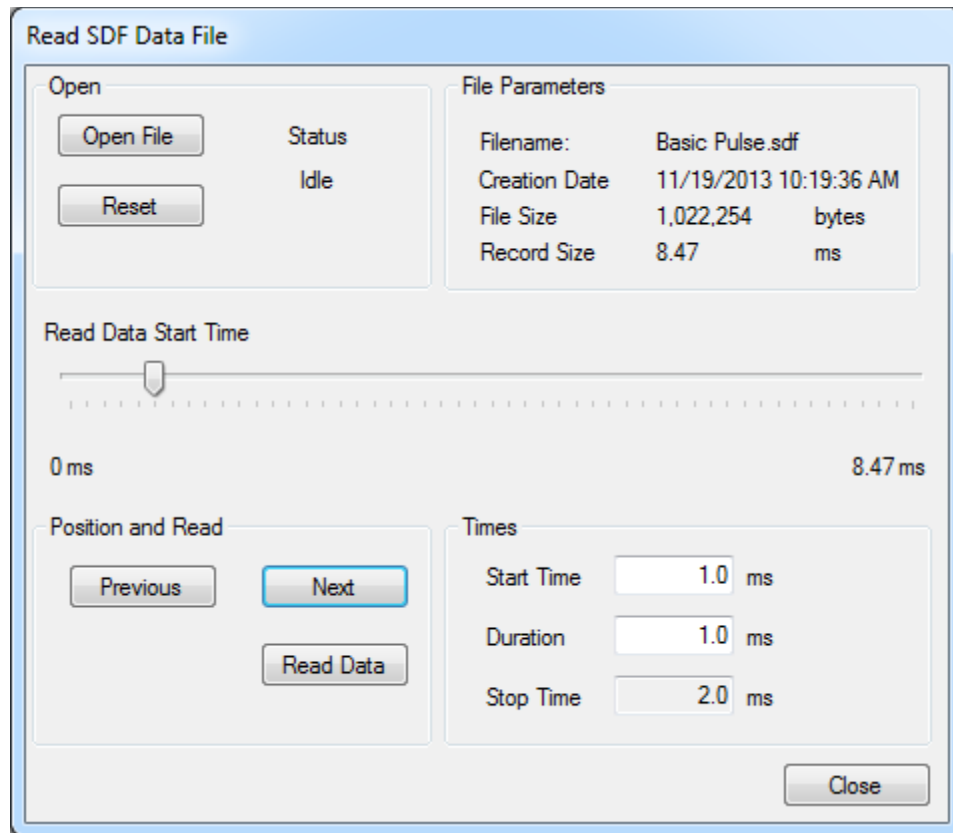 Read SDF Data File
Open
Open File
Status
Idle
Reset
File Parameters
Filename: Basic Pulse.sdf
Creation Date 11/19/2013 10:19:36 AM
File Size 1,022,254 bytes
Record Size 8.47 ms
Read Data Start Time
0 ms 8.47 ms
Position and Read
Previous Next
Read Data
Times
Start Time 1.0 ms
Duration 1.0 ms
Stop Time 2.0 ms
Close